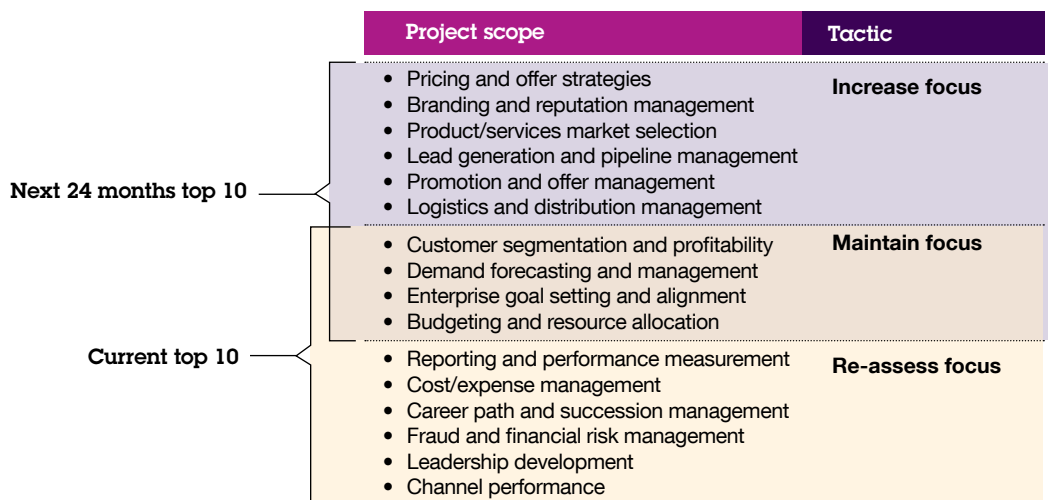 Project scope
Tactic
Next 24 months top 10
• Pricing and offer strategies
• Branding and reputation management
• Product/services market selection
• Lead generation and pipeline management
• Promotion and offer management
• Logistics and distribution management
Increase focus
Current top 10
• Customer segmentation and profitability
• Demand forecasting and management
• Enterprise goal setting and alignment
• Budgeting and resource allocation
Maintain focus
• Reporting and performance measurement
• Cost/expense management
• Career path and succession management
• Fraud and financial risk management
• Leadership development
• Channel performance
Re-assess focus